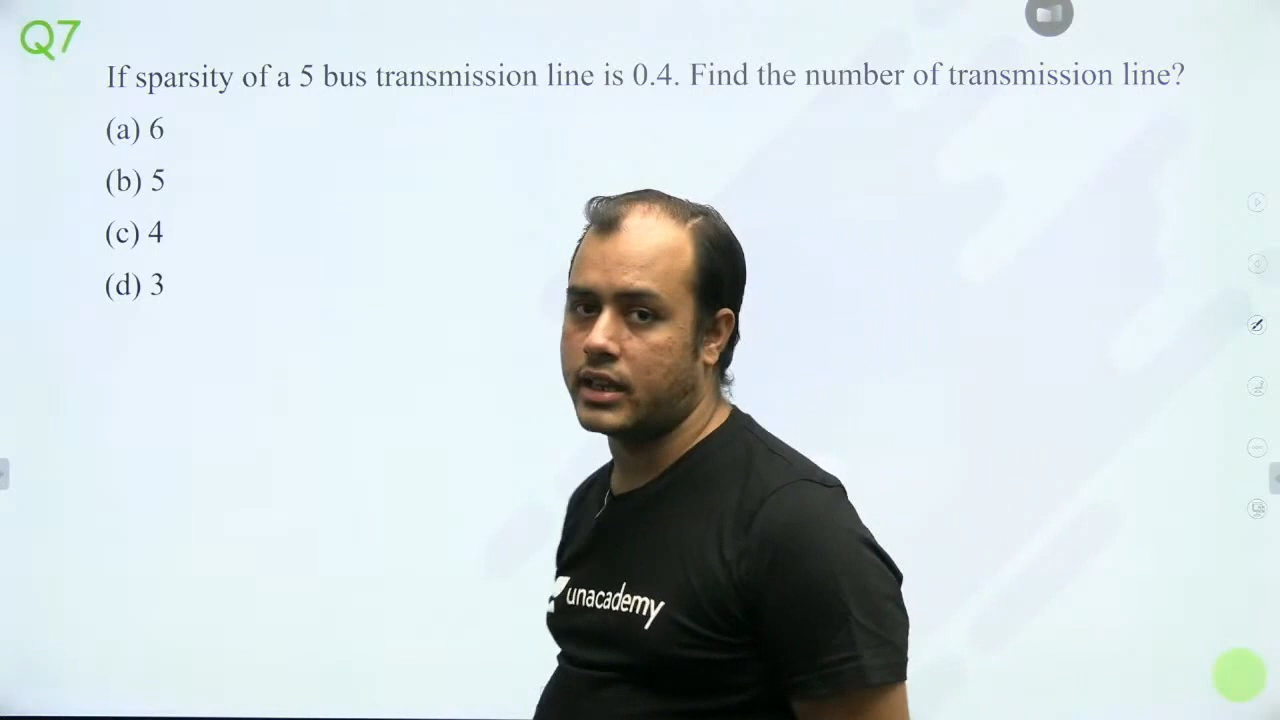 Q7
If sparsity of a 5 bus transmission line is 0.4. Find the number of transmission line?
(a) 6
(b) 5
(c) 4
(d) 3
unacademy